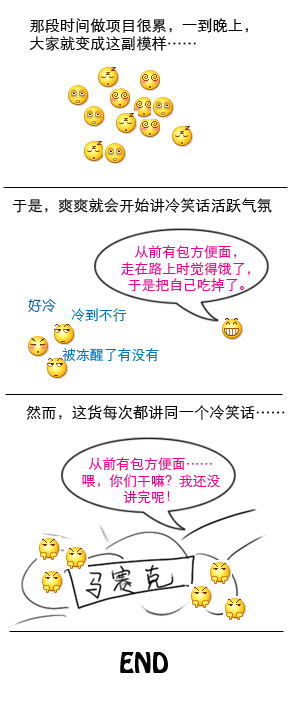 那段时间做项目很累，一到晚上，
大家就变成这副模样……
于是，爽爽就会开始讲冷笑话活跃气氛
从前有包方便面，
走在路上时觉得饿了，
于是把自己吃掉了。
好冷
冷到不行
被冻醒了有没有
然而，这货每次都讲同一个冷笑话……
从前有包方便面……
喂，你们干嘛？我还没
讲完呢！
马赛克
END